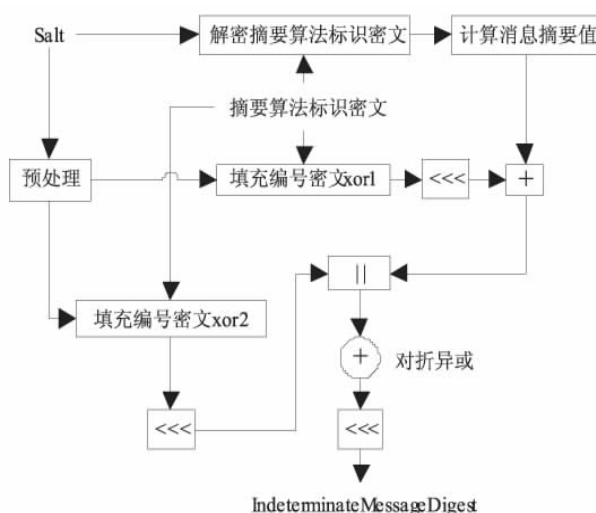 Salt
解密摘要算法标识密文
计算消息摘要值
摘要算法标识密文
预处理
填充编号密文xor1
<<<
+
||
填充编号密文xor2
+
对折异或
<<<
<<<
IndeterminateMessageDigest